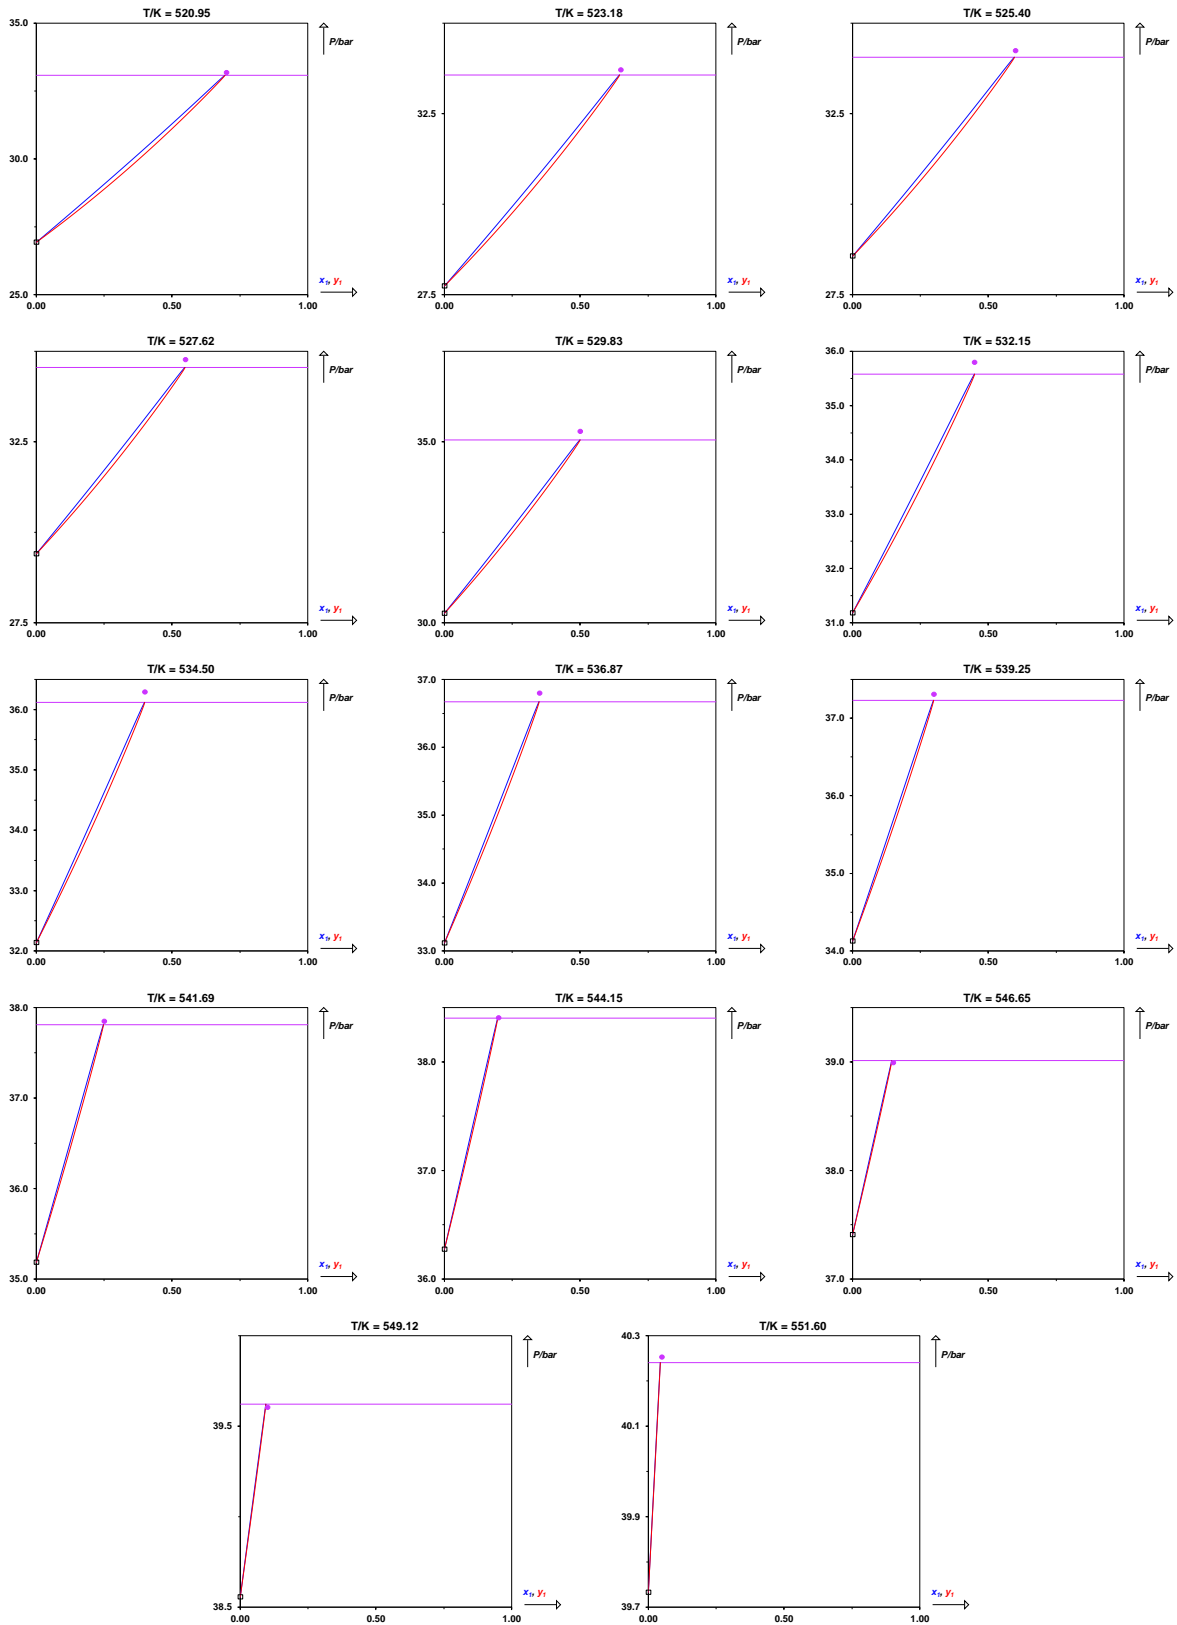 T/K = 520.95
35.0
P/bar
30.0
25.0
x₁, y₁
0.00 0.50 1.00
T/K = 523.18
P/bar
32.5
27.5
x₁, y₁
0.00 0.50 1.00
T/K = 525.40
P/bar
32.5
27.5
x₁, y₁
0.00 0.50 1.00
T/K = 527.62
P/bar
32.5
27.5
x₁, y₁
0.00 0.50 1.00
T/K = 529.83
P/bar
35.0
30.0
x₁, y₁
0.00 0.50 1.00
T/K = 532.15
36.0
P/bar
35.0
34.0
33.0
32.0
31.0
x₁, y₁
0.00 0.50 1.00
T/K = 534.50
P/bar
36.0
35.0
34.0
33.0
32.0
x₁, y₁
0.00 0.50 1.00
T/K = 536.87
37.0
P/bar
36.0
35.0
34.0
33.0
x₁, y₁
0.00 0.50 1.00
T/K = 539.25
P/bar
37.0
36.0
35.0
34.0
x₁, y₁
0.00 0.50 1.00
T/K = 541.69
38.0
P/bar
37.0
36.0
35.0
x₁, y₁
0.00 0.50 1.00
T/K = 544.15
P/bar
38.0
37.0
36.0
x₁, y₁
0.00 0.50 1.00
T/K = 546.65
P/bar
39.0
38.0
37.0
x₁, y₁
0.00 0.50 1.00
T/K = 549.12
P/bar
39.5
38.5
x₁, y₁
0.00 0.50 1.00
T/K = 551.60
40.3
P/bar
40.1
39.9
39.7
x₁, y₁
0.00 0.50 1.00